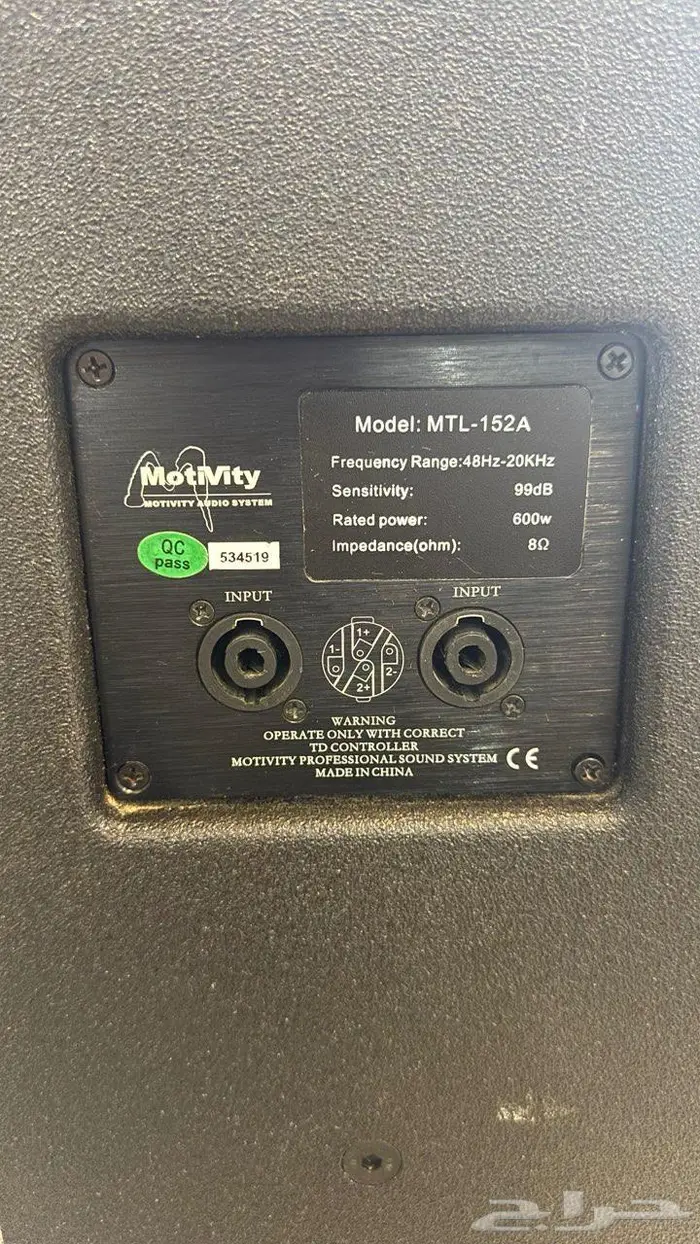 Model: MTL-152A
Frequency Range:48Hz-20KHz
Sensitivity: 99dB
Rated power: 600w
Impedance(ohm): 8Ω
MotiVity
MOTIVITY AUDIO SYSTEM
QC
pass
534519
INPUT
INPUT
1+
1-
2-
2+
WARNING
OPERATE ONLY WITH CORRECT
TD CONTROLLER
MOTIVITY PROFESSIONAL SOUND SYSTEM CE
MADE IN CHINA
حراج